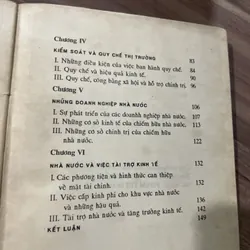 Chương IV
KIỂM SOÁT VÀ QUY CHẾ THỊ TRƯỜNG 83
I. Những điều kiện của việc ban hành quy chế. 84
II. Quy chế và hiệu quả kinh tế. 90
III. Quy chế, công bằng xã hội và hỗ trợ chính trị. 96
Chương V
NHỮNG DOANH NGHIỆP NHÀ NƯỚC 106
I. Sự phát triển của các doanh nghiệp nhà nước. 107
II. Những cơ sở kinh tế của chiếm hữu nhà nước. 113
III. Những cơ sở chính trị của chiếm hữu nhà nước. 122
Chương VI
NHÀ NƯỚC VÀ VIỆC TÀI TRỢ KINH TẾ 132
I. Các phương tiện và hình thức can thiệp về mặt tài chính. 132
II. Việc cấp kinh phí cho khu vực nhà nước và những hậu quả.
III. Tài trợ nhà nước và tăng trưởng kinh tế.
KẾT LUẬN 149